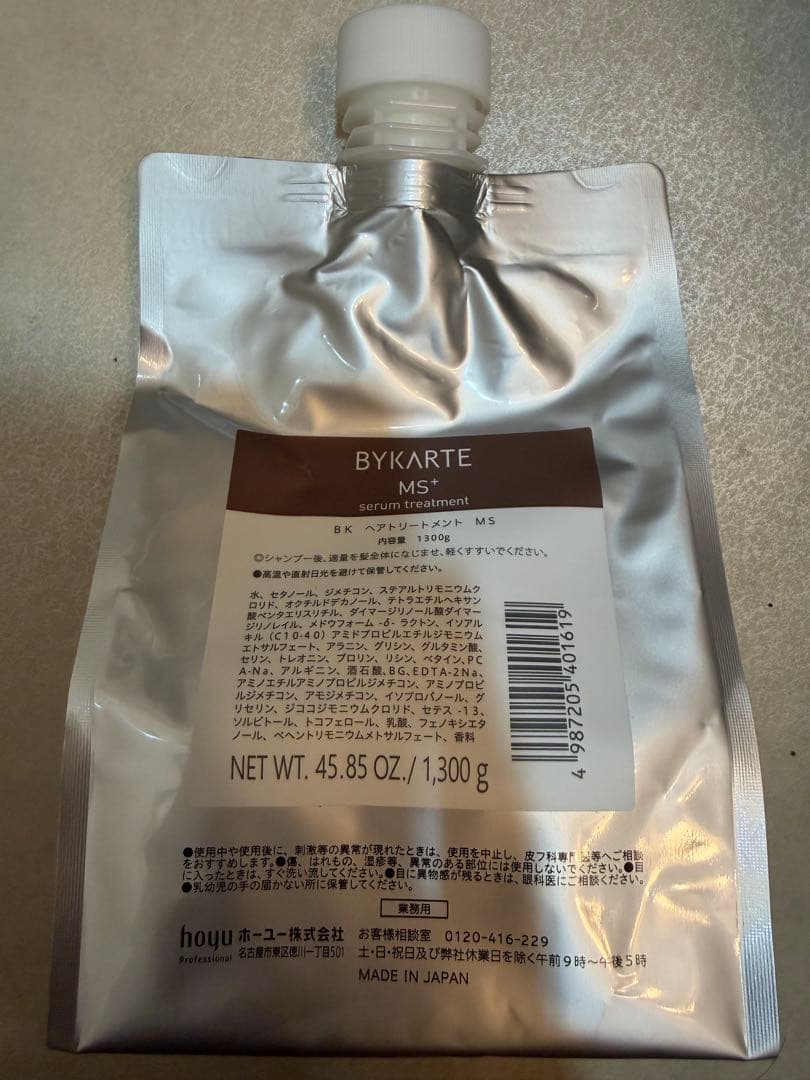 BYKARTE
MS+
serum treatment
BK ヘアトリートメント MS
内容量 1300g
◎シャンプー後、適量を髪全体になじませ、軽くすすいでください。
●高温や直射日光を避けて保管してください。
水、セタノール、ジメチコン、ステアルトリモニウムク
ロリド、オクチルドデカノール、テトラエチルヘキサン
酸ペンタエリスリチル、ダイマージリノール酸ダイマー
ジリノレイル、メドウフォーム-δ-ラクトン、イソアル
キル(C10-40)アミドプロピルエチルジモニウム
エトサルフェート、アラニン、グリシン、グルタミン酸、
セリン、トレオニン、プロリン、リシン、ベタイン、PC
A-Na、アルギニン、酒石酸、BG、EDTA-2Na、
アミノエチルアミノプロピルジメチコン、アミノプロピ
ルジメチコン、アモジメチコン、イソプロパノール、グ
リセリン、ジココジモニウムクロリド、セテス-13、
ソルビトール、トコフェロール、乳酸、フェノキシエタ
ノール、ベヘントリモニウムメトサルフェート、香料
4 987205 401619
NET WT. 45.85 OZ./ 1,300 g
●使用中や使用後に、刺激等の異常が現れたときは、使用を中止し、皮フ科専門医等へご相談
をおすすめします。●傷、はれもの、湿疹等、異常のある部位には使用しないでください。●目
に入ったときは、すぐ洗い流してください。●目に異物感が残るときは、眼科医にご相談ください。
●乳幼児の手の届かない所に保管してください。
業務用
hoyu ホーユー株式会社 お客様相談室 0120-416-229
Professional 名古屋市東区徳川一丁目501 土・日・祝日及び弊社休業日を除く午前9時〜午後5時
MADE IN JAPAN